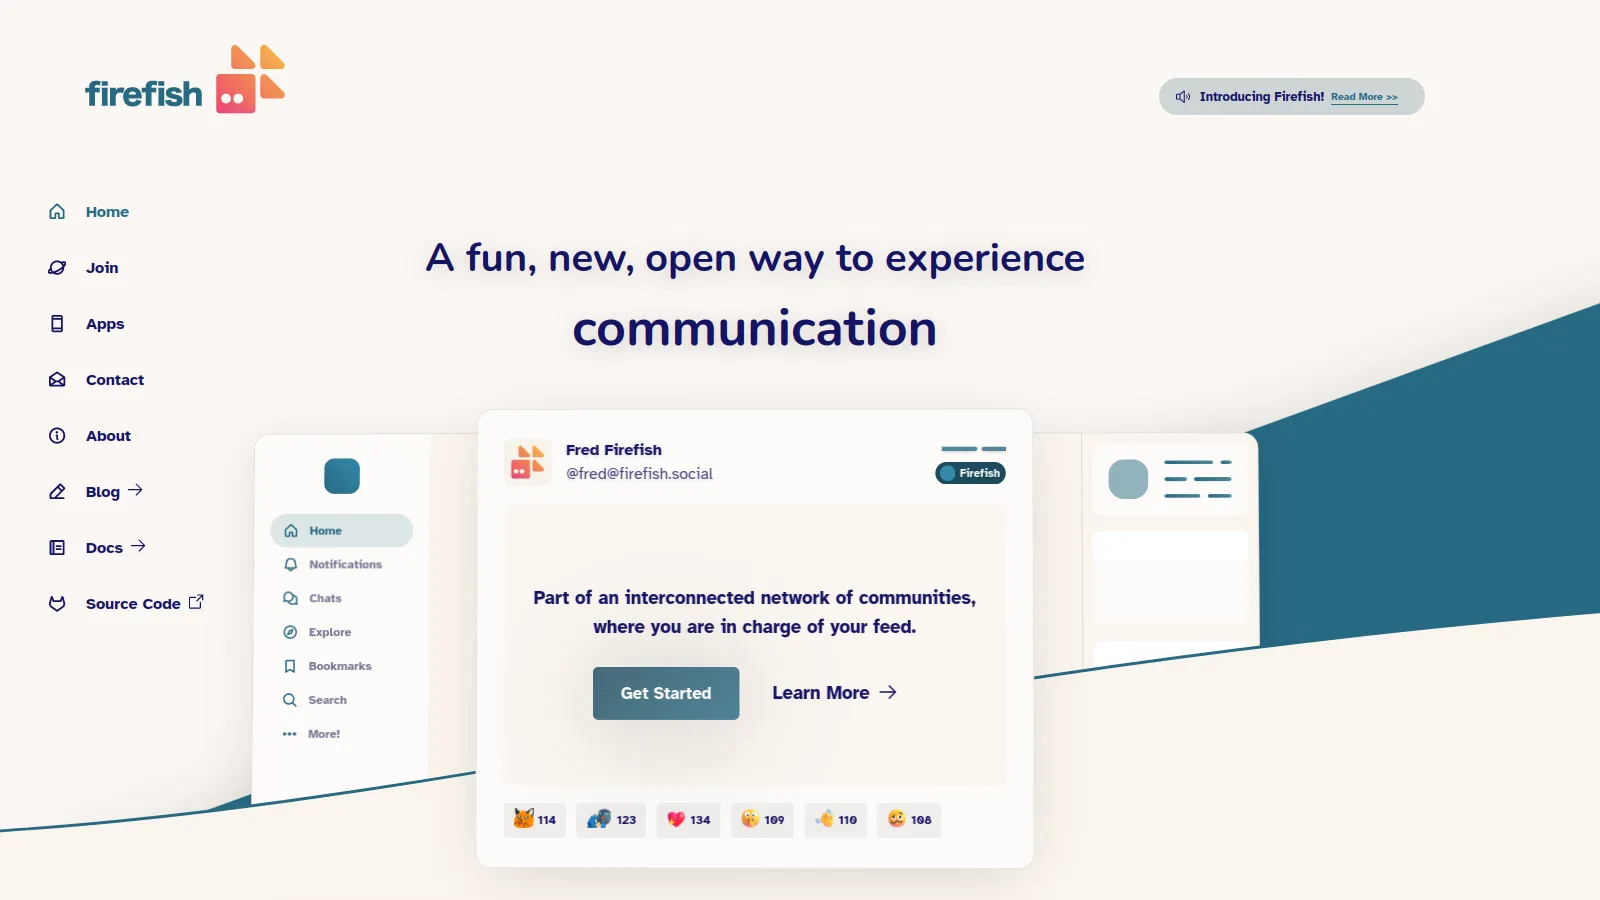 firefish
Introducing Firefish! Read More >>
Home
Join
Apps
Contact
About
Blog
Docs
Source Code
A fun, new, open way to experience
communication
Home
Notifications
Chats
Explore
Bookmarks
Search
More!
Fred Firefish
@fred@firefish.social
Firefish
Part of an interconnected network of communities,
where you are in charge of your feed.
Get Started
Learn More
114 123 134 109 110 108